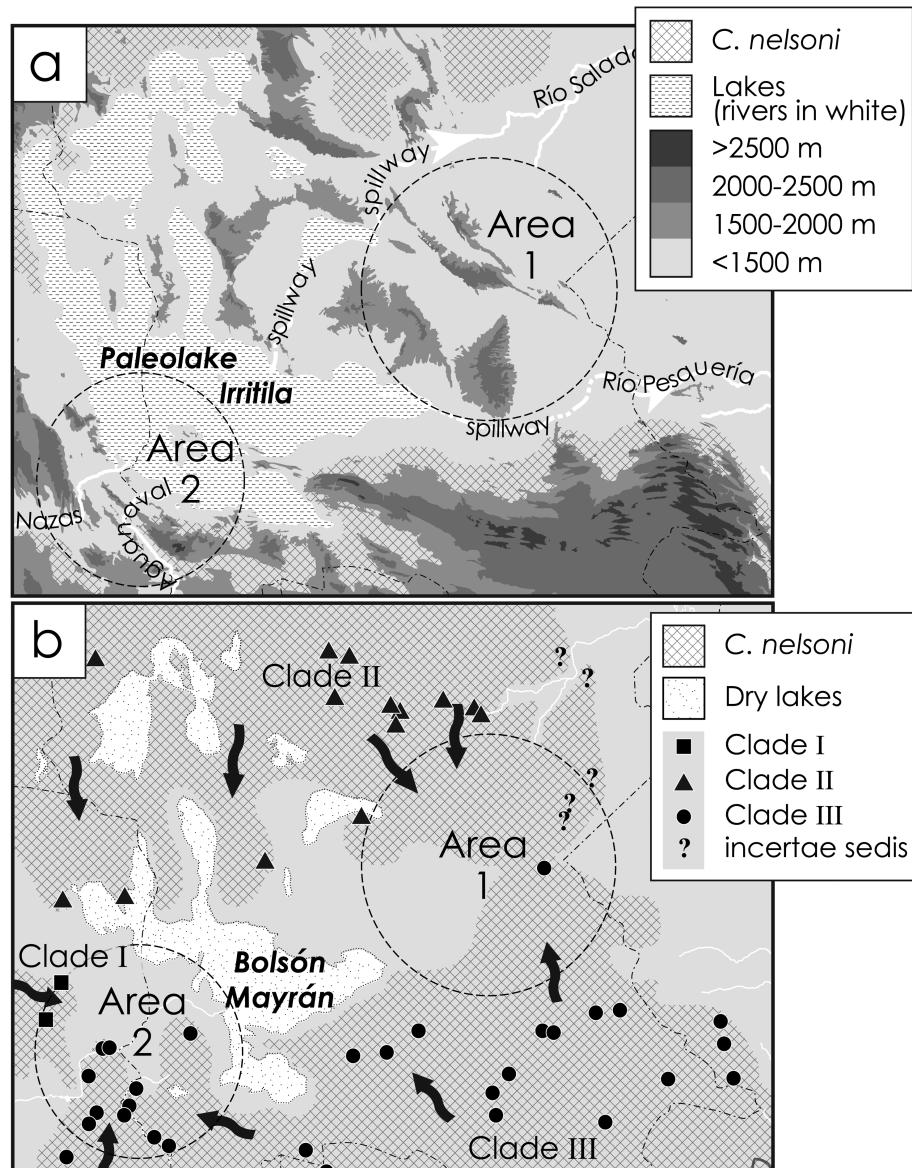 a
C. nelsoni
Lakes
(rivers in white)
>2500 m
2000-2500 m
1500-2000 m
<1500 m
Río Salado
spillway
Area
1
spillway
Paleolake
Irritila
Río Pesquería
spillway
Area
2
Nazas
Aguanaval
b
C. nelsoni
Dry lakes
Clade I
Clade II
Clade III
? incertae sedis
Clade II
?
?
?
?
?
Area
1
Clade I
Bolsón
Mayrán
Area
2
Clade III